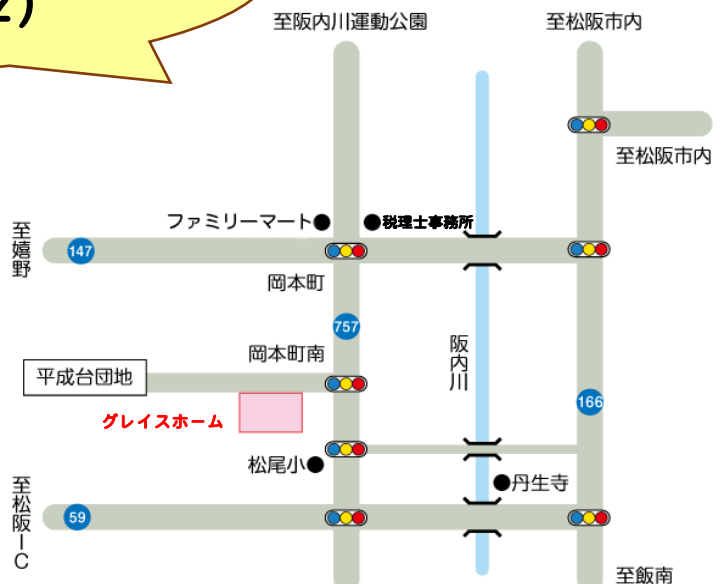 2)
至阪内川運動公園
至松阪市内
至松阪市内
ファミリーマート
税理士事務所
至嬉野
147
岡本町
757
岡本町南
阪内川
平成台団地
166
グレイスホーム
松尾小
丹生寺
至松阪IC
59
至飯南